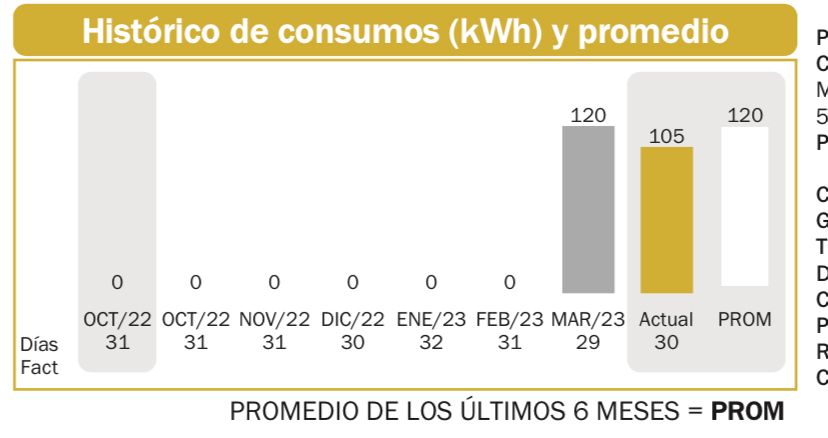 Histórico de consumos (kWh) y promedio
120
105
120
0 0 0 0 0 0
OCT/22 OCT/22 NOV/22 DIC/22 ENE/23 FEB/23 MAR/23 Actual PROM
Días 31 31 31 30 32 31 29 30
Fact
PROMEDIO DE LOS ÚLTIMOS 6 MESES = PROM
P
C
M
5
P
C
G
T
D
C
P
R
C